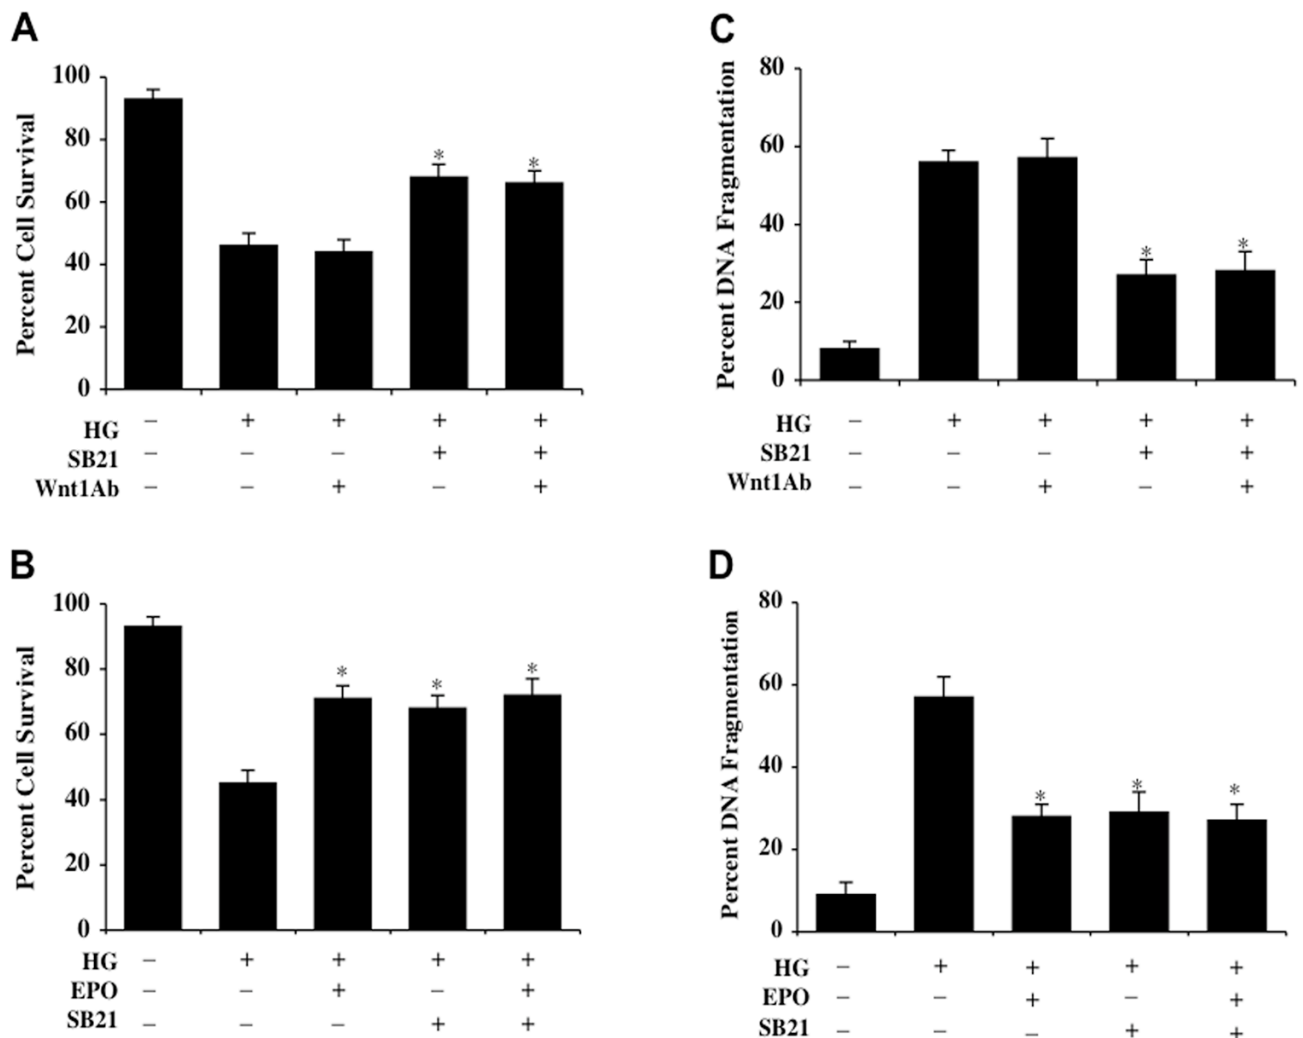 A
Percent Cell Survival
100
80
60
40
20
0
* *
HG – + + + +
SB21 – – – + +
Wnt1Ab – – + – +
C
Percent DNA Fragmentation
80
60
40
20
0
* *
HG – + + + +
SB21 – – – + +
Wnt1Ab – – + – +
B
Percent Cell Survival
100
80
60
40
20
0
* * *
HG – + + + +
EPO – – + – +
SB21 – – – + +
D
Percent DNA Fragmentation
80
60
40
20
0
* * *
HG – + + + +
EPO – – + – +
SB21 – – – + +